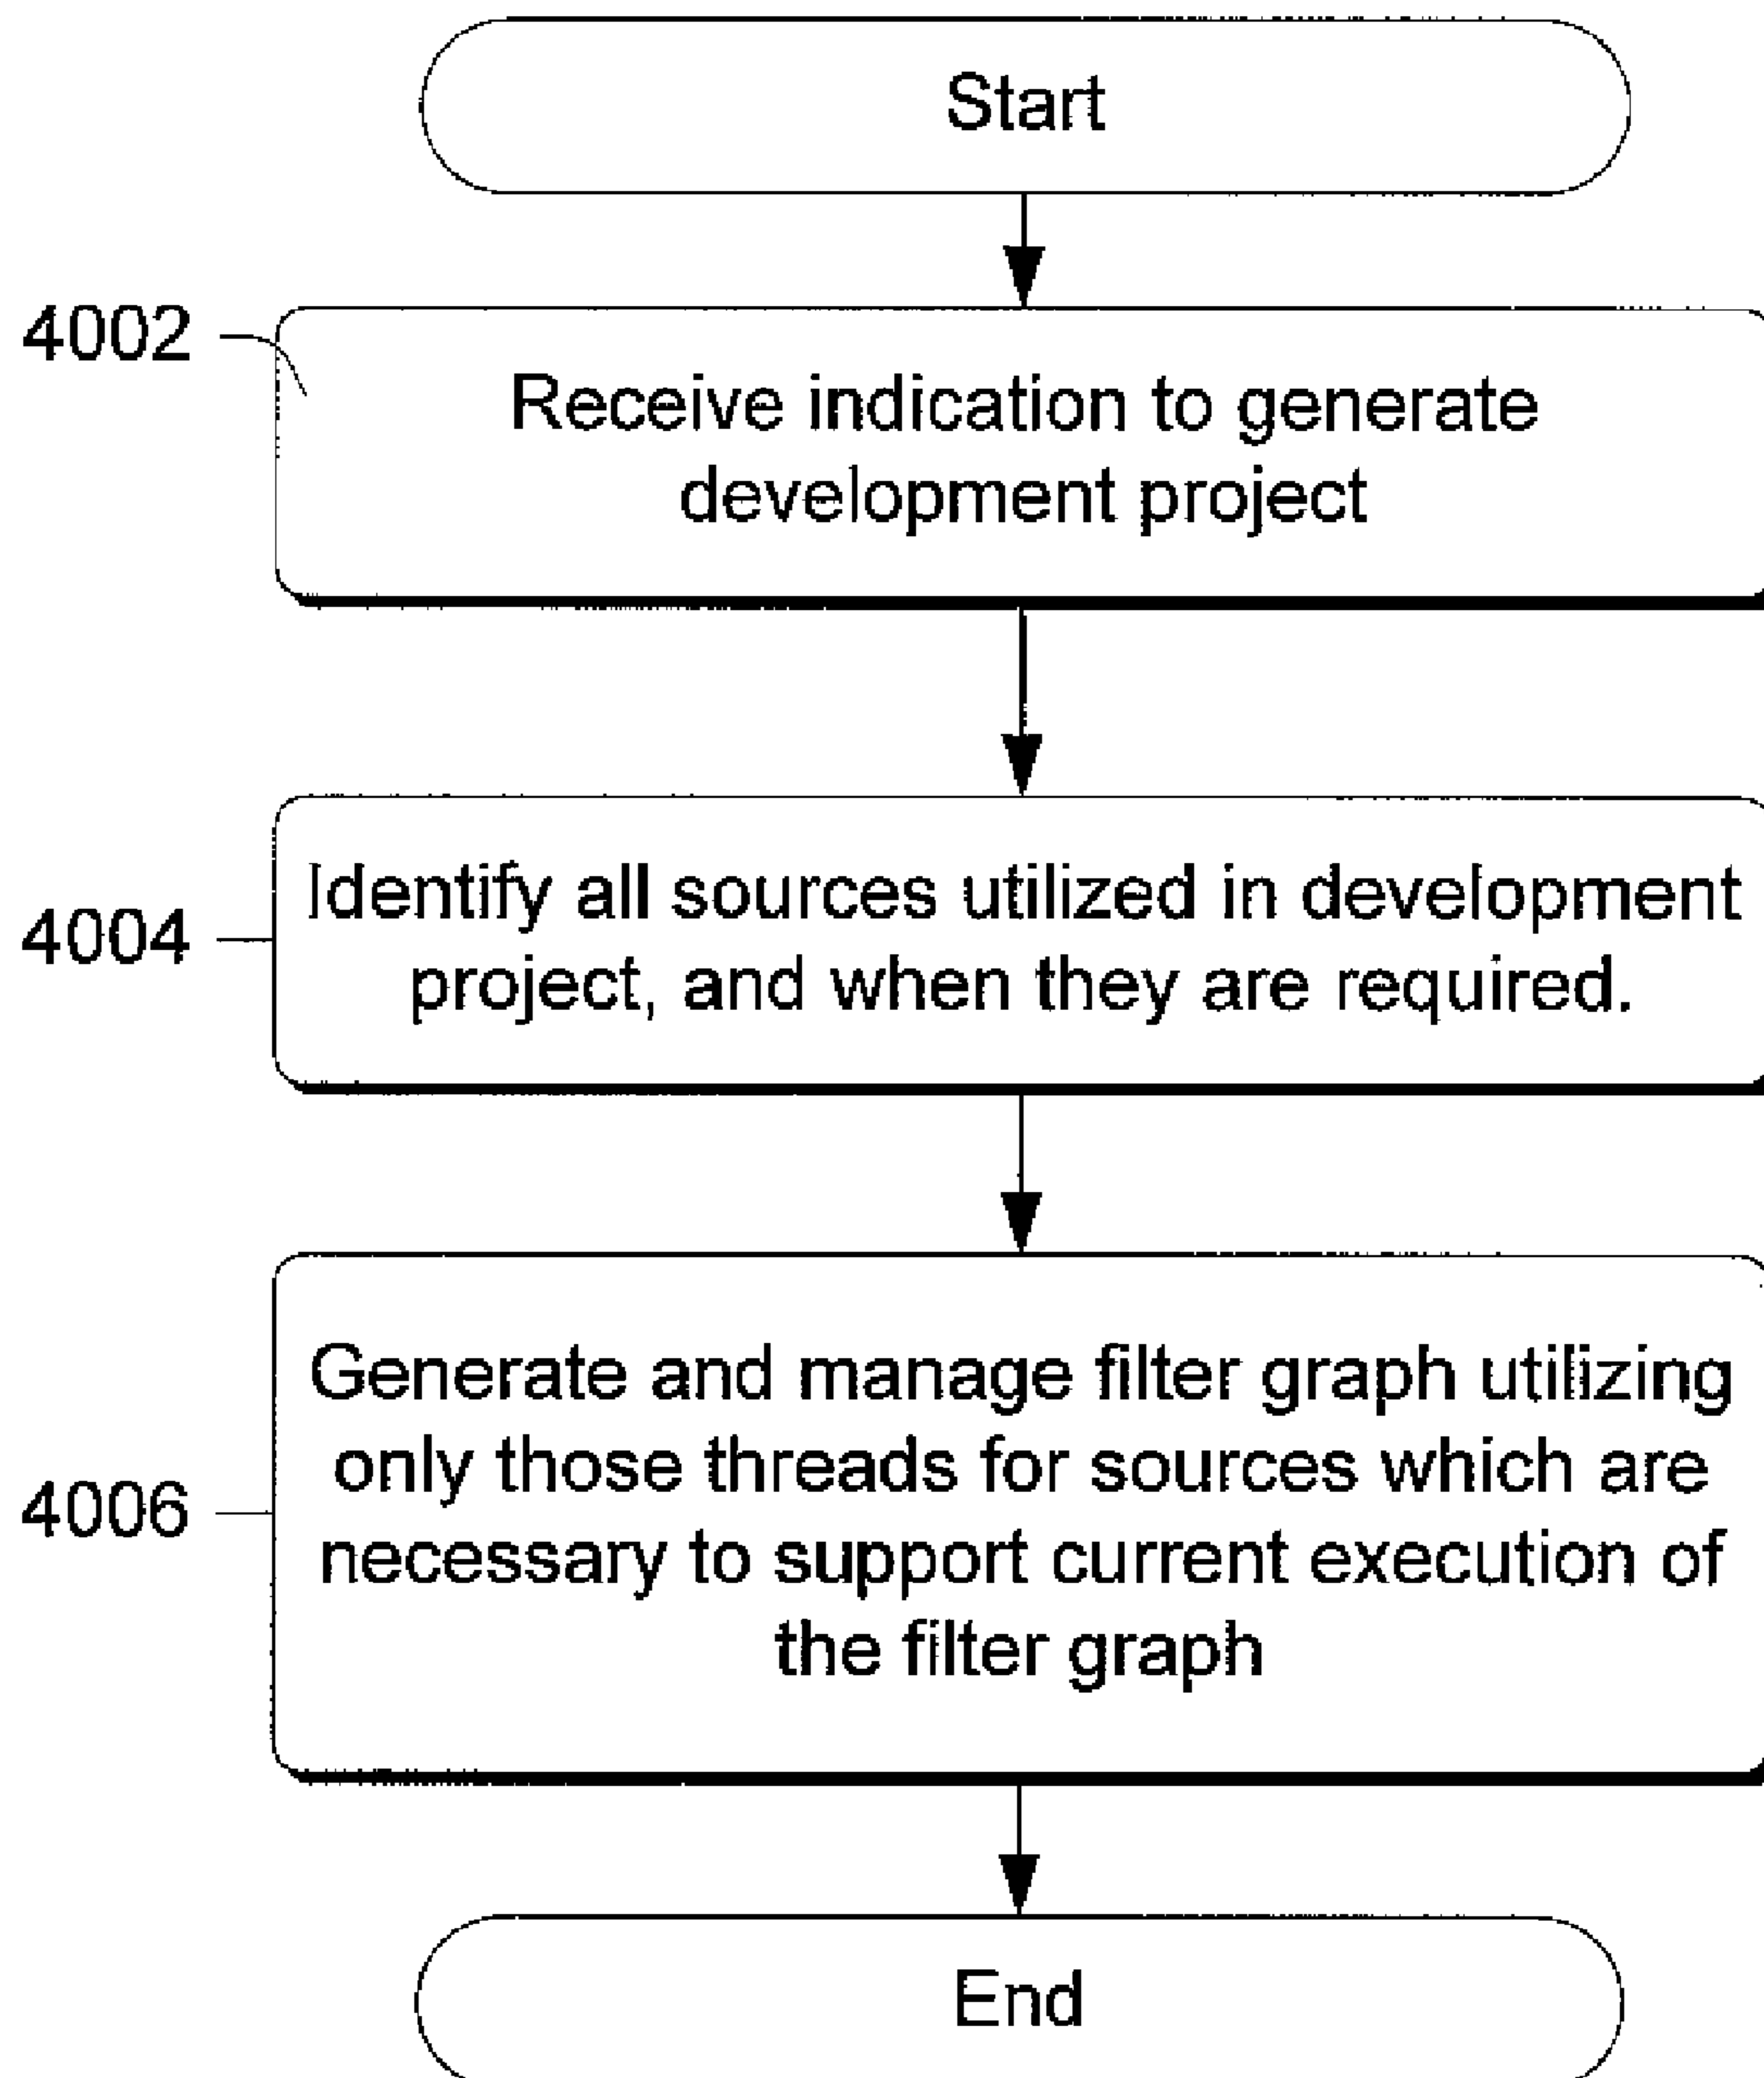 Start
4002
Receive indication to generate
development project
4004
Identify all sources utilized in development
project, and when they are required.
4006
Generate and manage filter graph utilizing
only those threads for sources which are
necessary to support current execution of
the filter graph
End